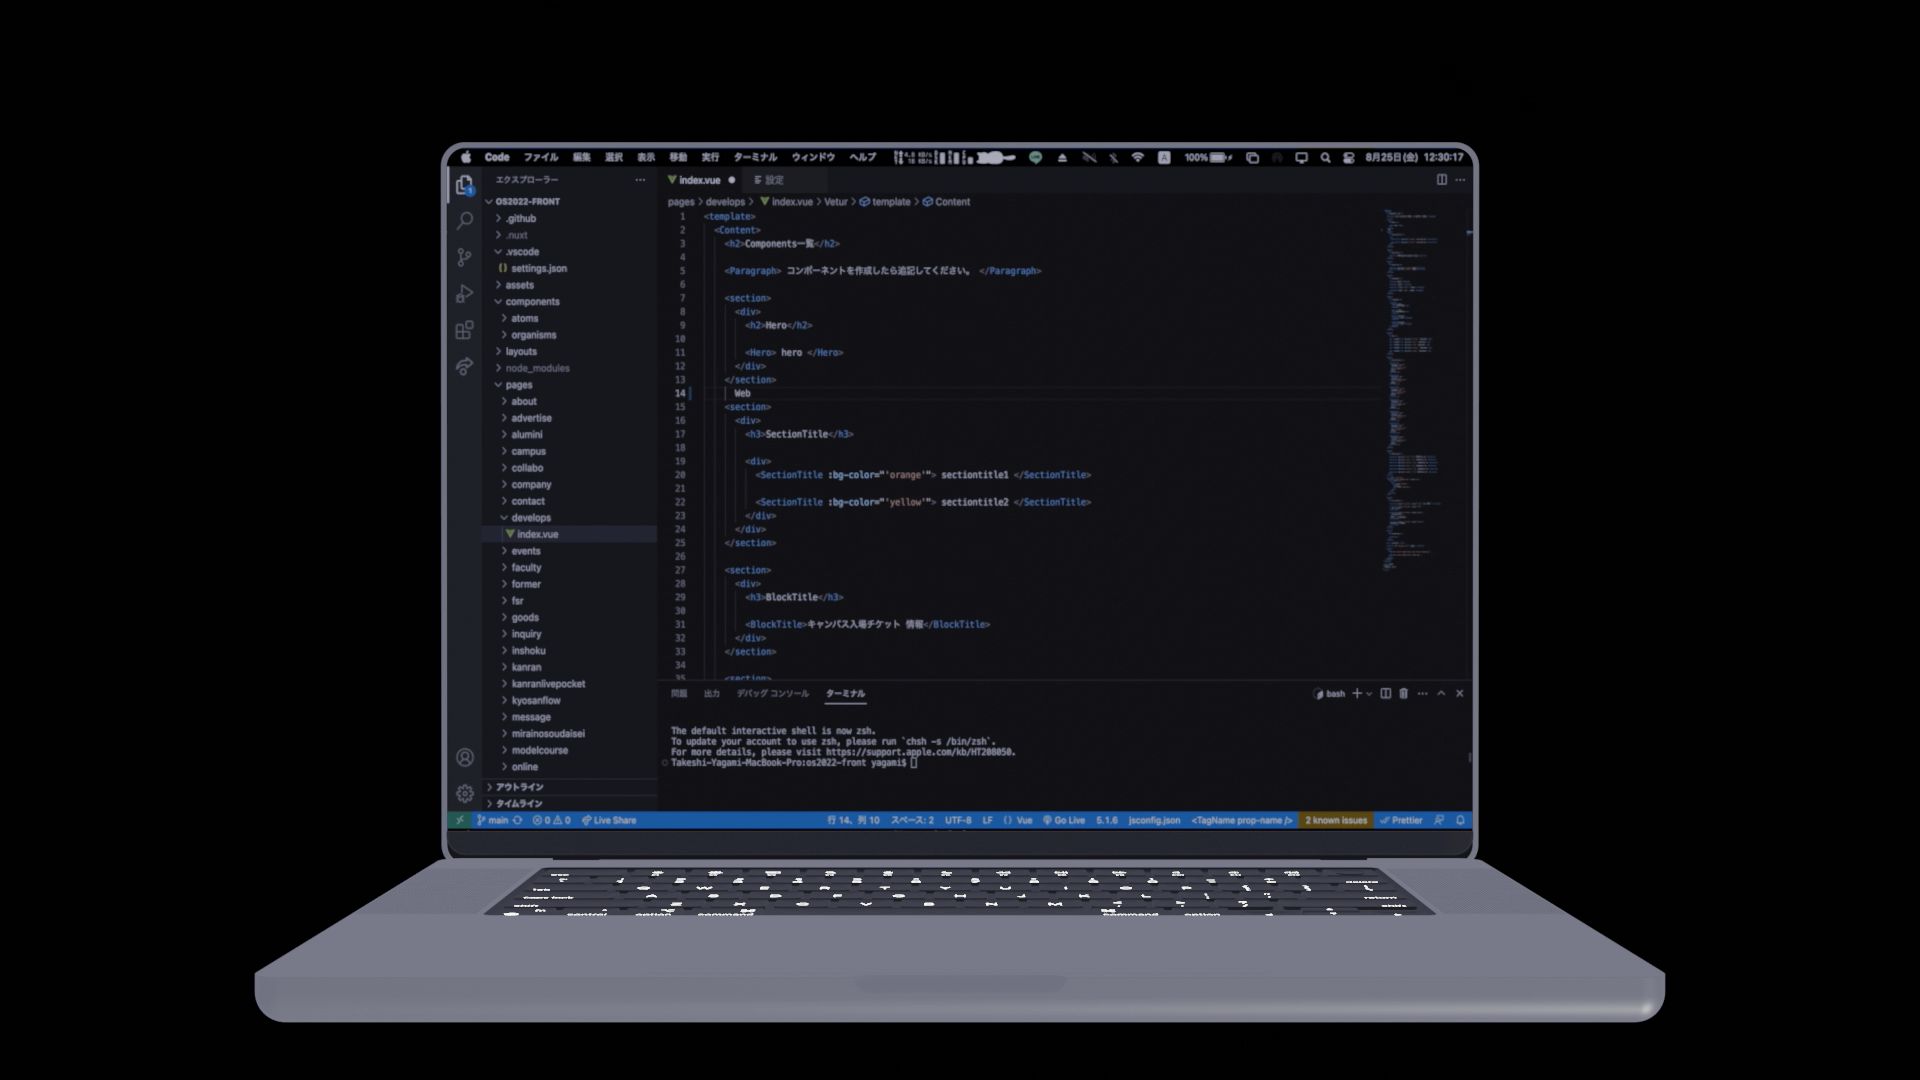 Code ファイル 編集 選択 表示 移動 実行 ターミナル ウィンドウ ヘルプ 100% 8月25日(金) 12:30:17
エクスプローラー
OS2022-FRONT
.github
.nuxt
.vscode
settings.json
assets
components
atoms
organisms
layouts
node_modules
pages
about
advertise
alumini
campus
collabo
company
contact
develops
index.vue
events
faculty
former
fsr
goods
inquiry
inshoku
kanran
kanranlivepocket
kyosanflow
message
mirainosoudaisei
modelcourse
online
アウトライン
タイムライン
index.vue 設定
pages > develops > index.vue > Vetur > template > Content
1 <template>
2 <Content>
3 <h2>Components一覧</h2>
4
5 <Paragraph> コンポーネントを作成したら追記してください。 </Paragraph>
6
7 <section>
8 <div>
9 <h2>Hero</h2>
10
11 <Hero> hero </Hero>
12 </div>
13 </section>
14 Web
15 <section>
16 <div>
17 <h3>SectionTitle</h3>
18
19 <div>
20 <SectionTitle :bg-color="'orange'"> sectiontitle1 </SectionTitle>
21
22 <SectionTitle :bg-color="'yellow'"> sectiontitle2 </SectionTitle>
23 </div>
24 </div>
25 </section>
26
27 <section>
28 <div>
29 <h3>BlockTitle</h3>
30
31 <BlockTitle>キャンパス入場チケット 情報</BlockTitle>
32 </div>
33 </section>
34
35 <section>
問題 出力 デバッグ コンソール ターミナル bash
The default interactive shell is now zsh.
To update your account to use zsh, please run `chsh -s /bin/zsh`.
For more details, please visit https://support.apple.com/kb/HT208050.
Takeshi-Yagami-MacBook-Pro:os2022-front yagami$
main 0 0 Live Share 行 14、列 10 スペース: 2 UTF-8 LF Vue Go Live 5.1.6 jsconfig.json <TagName prop-name /> 2 known issues Prettier
control option command command option